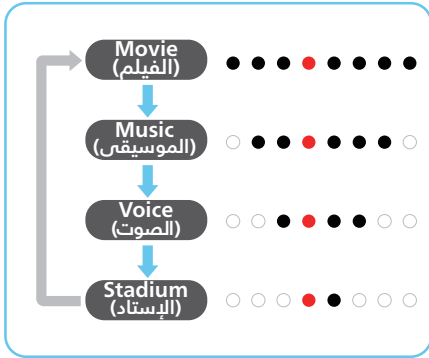 Movie
(الفيلم)
Music
(الموسيقى)
Voice
(الصوت)
Stadium
(الإستاد)